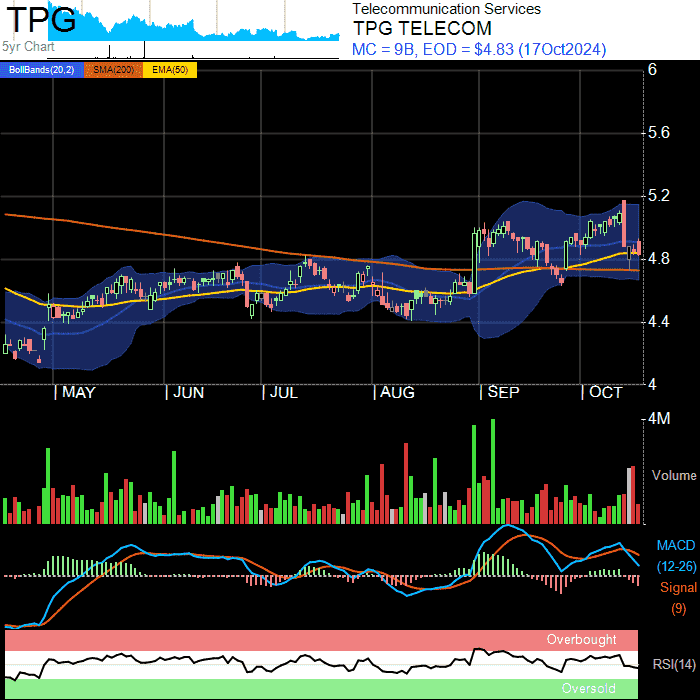 TPG
5yr Chart
Telecommunication Services
TPG TELECOM
MC = 9B, EOD = $4.83 (17Oct2024)
BollBands(20,2) SMA(200) EMA(50)
6
5.6
5.2
4.8
4.4
4
MAY JUN JUL AUG SEP OCT
4M
Volume
MACD
(12-26)
Signal
(9)
Overbought
RSI(14)
Oversold